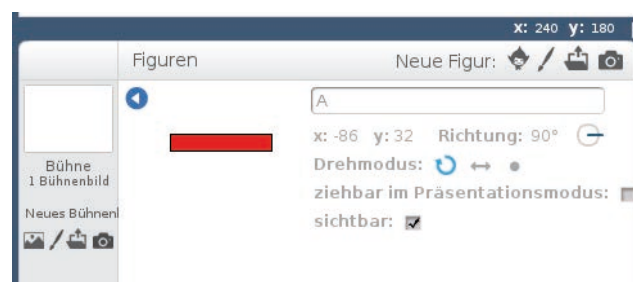 x: 240 y: 180
Figuren
Neue Figur:
A
x: -86 y: 32 Richtung: 90°
Drehmodus:
ziehbar im Präsentationsmodus:
sichtbar:
Bühne
1 Bühnenbild
Neues Bühnenl